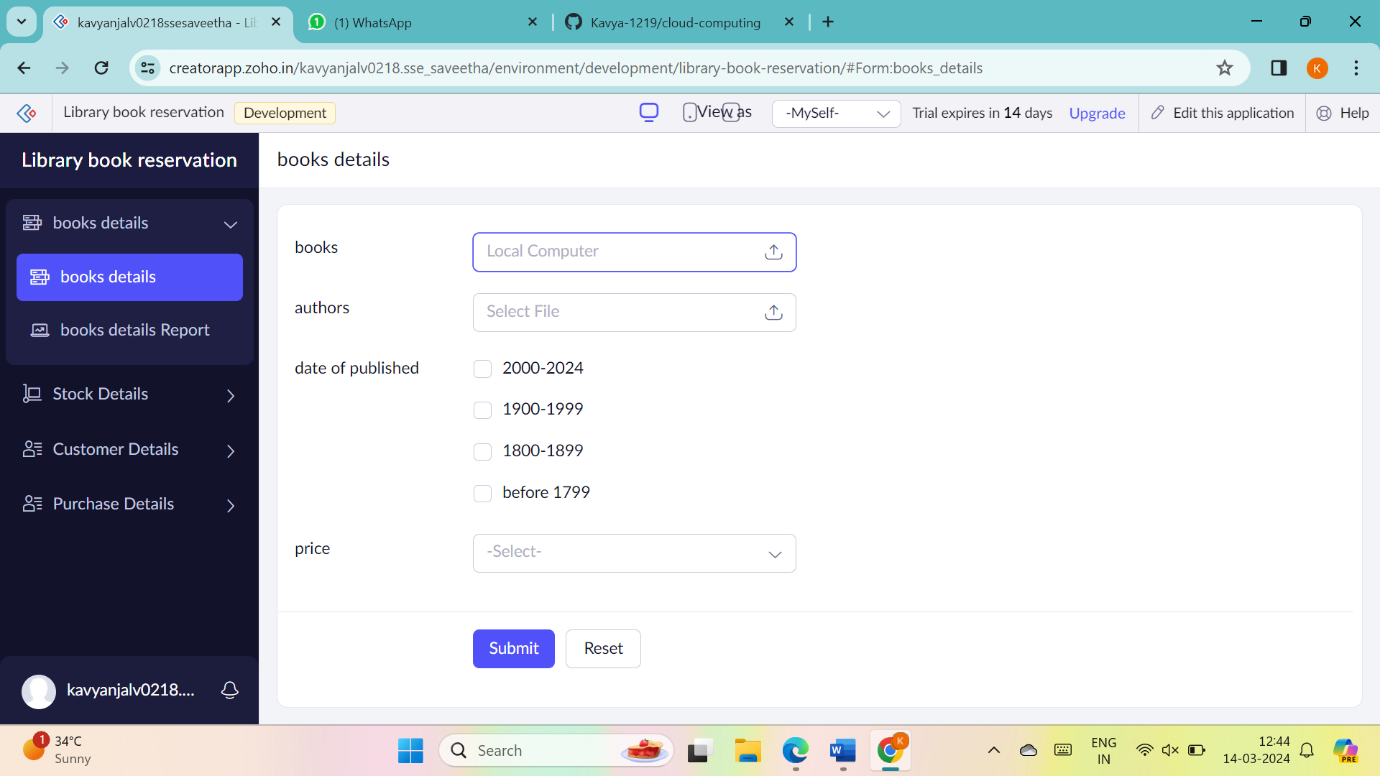 kavyanjalv0218ssesaveetha - Lib
(1) WhatsApp
Kavya-1219/cloud-computing
creatorapp.zoho.in/kavyanjalv0218.sse_saveetha/environment/development/library-book-reservation/#Form:books_details
K
Library book reservation Development View as -MySelf- Trial expires in 14 days Upgrade Edit this application Help
Library book reservation
books details
books details
books details Report
Stock Details
Customer Details
Purchase Details
kavyanjalv0218....
books details
books Local Computer
authors Select File
date of published 2000-2024
1900-1999
1800-1899
before 1799
price -Select-
Submit Reset
1 34°C
Sunny
Search
K
ENG
IN
12:44
14-03-2024
PRE